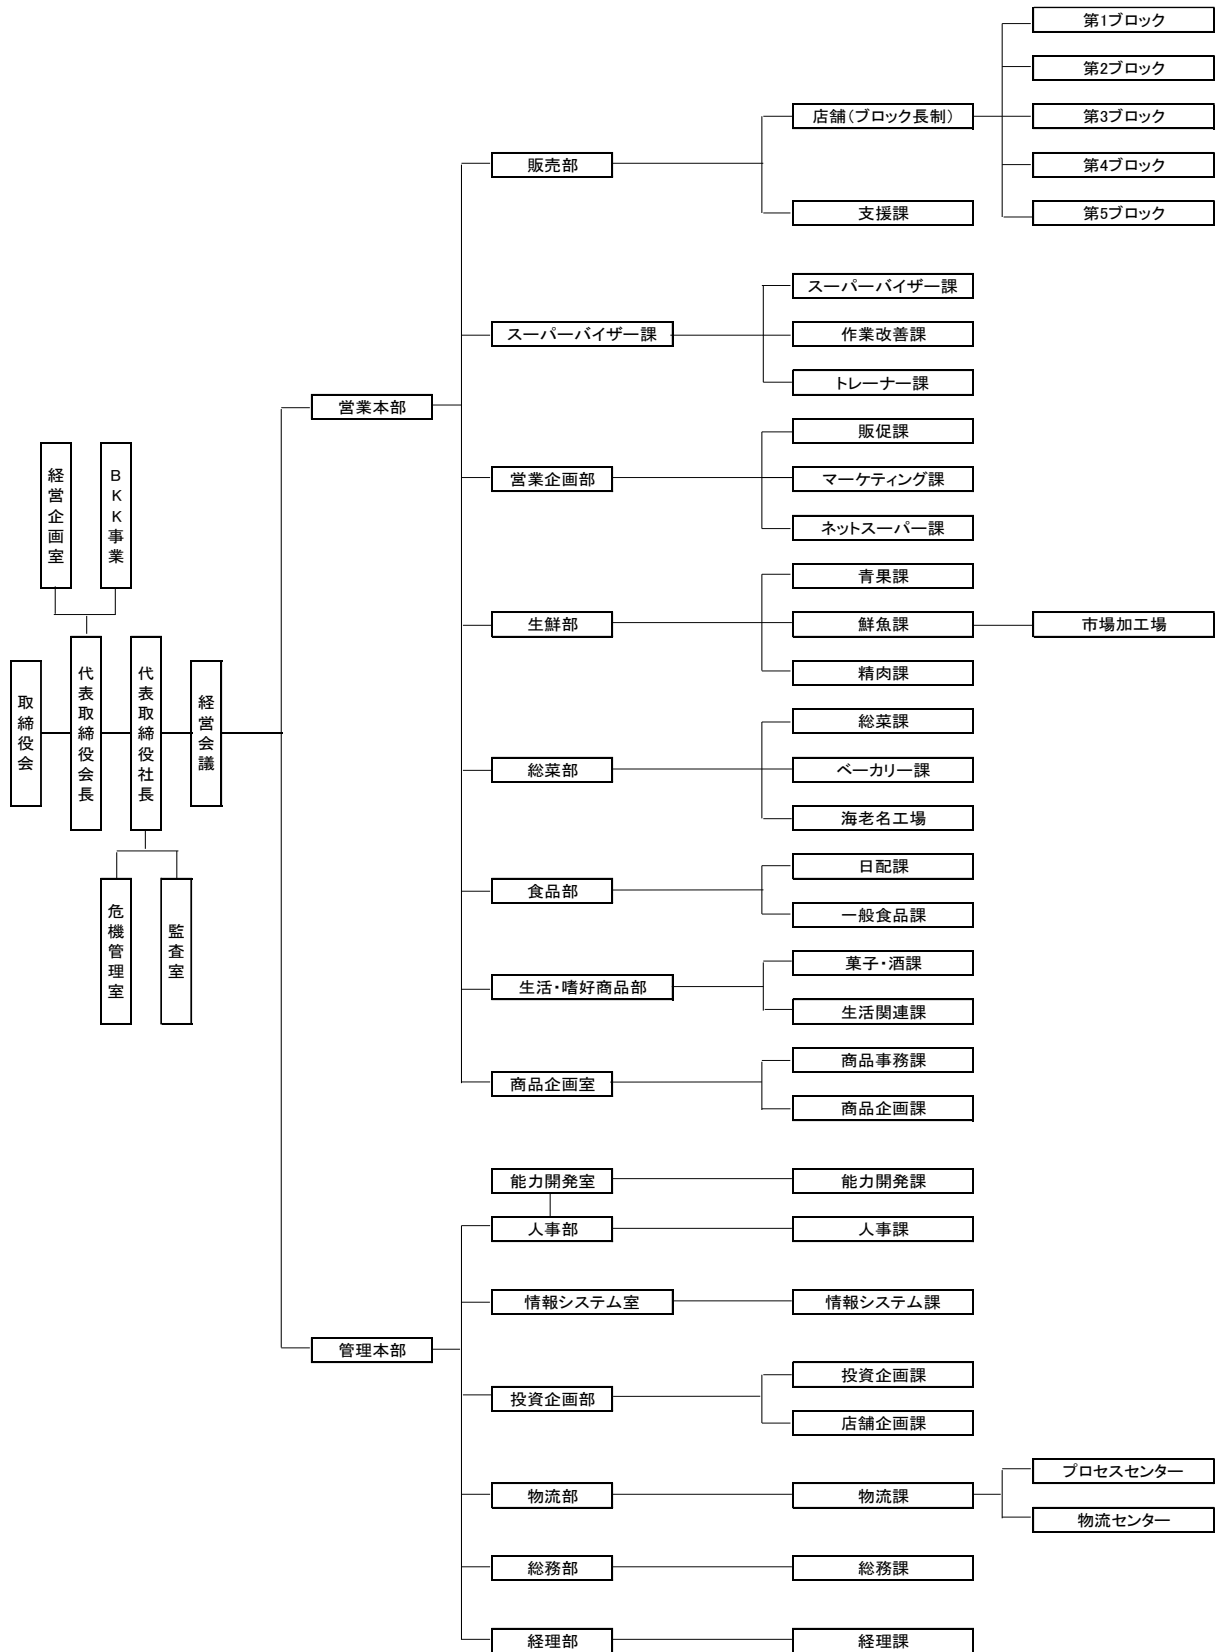 第1ブロック
第2ブロック
店舗(ブロック長制)
第3ブロック
販売部
第4ブロック
支援課
第5ブロック
スーパーバイザー課
スーパーバイザー課
作業改善課
トレーナー課
営業本部
販促課
営業企画部
マーケティング課
ネットスーパー課
経営企画室
BKK事業
青果課
生鮮部
鮮魚課
市場加工場
精肉課
取締役会
代表取締役会長
代表取締役社長
経営会議
総菜課
総菜部
ベーカリー課
海老名工場
危機管理室
監査室
日配課
食品部
一般食品課
菓子・酒課
生活・嗜好商品部
生活関連課
商品事務課
商品企画室
商品企画課
能力開発室
能力開発課
人事部
人事課
情報システム室
情報システム課
管理本部
投資企画課
投資企画部
店舗企画課
プロセスセンター
物流部
物流課
物流センター
総務部
総務課
経理部
経理課